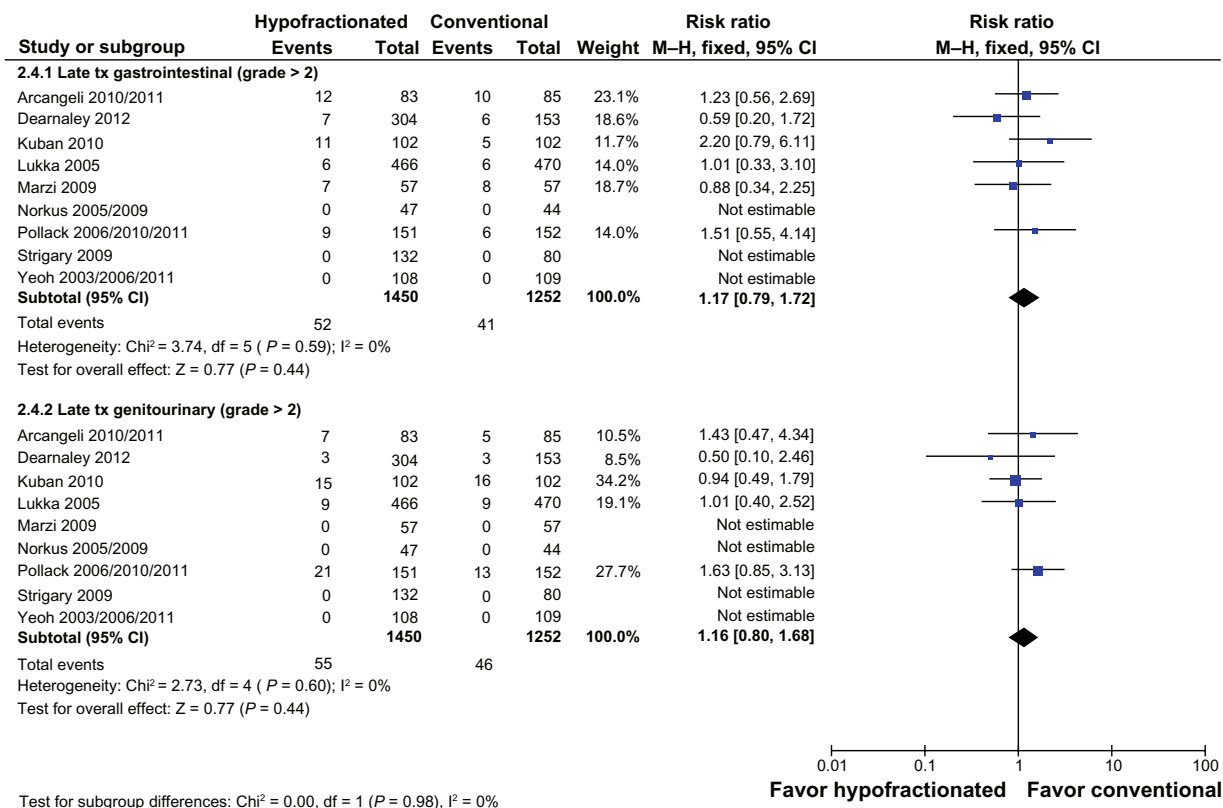 Hypofractionated Conventional Risk ratio Risk ratio
Study or subgroup Events Total Events Total Weight M–H, fixed, 95% CI M–H, fixed, 95% CI
2.4.1 Late tx gastrointestinal (grade > 2)
Arcangeli 2010/2011 12 83 10 85 23.1% 1.23 [0.56, 2.69]
Dearnaley 2012 7 304 6 153 18.6% 0.59 [0.20, 1.72]
Kuban 2010 11 102 5 102 11.7% 2.20 [0.79, 6.11]
Lukka 2005 6 466 6 470 14.0% 1.01 [0.33, 3.10]
Marzi 2009 7 57 8 57 18.7% 0.88 [0.34, 2.25]
Norkus 2005/2009 0 47 0 44 Not estimable
Pollack 2006/2010/2011 9 151 6 152 14.0% 1.51 [0.55, 4.14]
Strigary 2009 0 132 0 80 Not estimable
Yeoh 2003/2006/2011 0 108 0 109 Not estimable
Subtotal (95% CI) 1450 1252 100.0% 1.17 [0.79, 1.72]
Total events 52 41
Heterogeneity: Chi² = 3.74, df = 5 ( P = 0.59); I² = 0%
Test for overall effect: Z = 0.77 (P = 0.44)
2.4.2 Late tx genitourinary (grade > 2)
Arcangeli 2010/2011 7 83 5 85 10.5% 1.43 [0.47, 4.34]
Dearnaley 2012 3 304 3 153 8.5% 0.50 [0.10, 2.46]
Kuban 2010 15 102 16 102 34.2% 0.94 [0.49, 1.79]
Lukka 2005 9 466 9 470 19.1% 1.01 [0.40, 2.52]
Marzi 2009 0 57 0 57 Not estimable
Norkus 2005/2009 0 47 0 44 Not estimable
Pollack 2006/2010/2011 21 151 13 152 27.7% 1.63 [0.85, 3.13]
Strigary 2009 0 132 0 80 Not estimable
Yeoh 2003/2006/2011 0 108 0 109 Not estimable
Subtotal (95% CI) 1450 1252 100.0% 1.16 [0.80, 1.68]
Total events 55 46
Heterogeneity: Chi² = 2.73, df = 4 ( P = 0.60); I² = 0%
Test for overall effect: Z = 0.77 (P = 0.44)
0.01 0.1 1 10 100
Favor hypofractionated Favor conventional
Test for subgroup differences: Chi² = 0.00, df = 1 (P = 0.98), I² = 0%